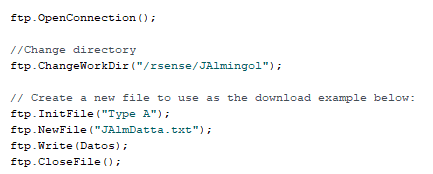 ftp.OpenConnection();
//Change directory
ftp.ChangeWorkDir("/rsense/JAlmingol");
// Create a new file to use as the download example below:
ftp.InitFile("Type A");
ftp.NewFile("JAlmDatta.txt");
ftp.Write(Datos);
ftp.CloseFile();